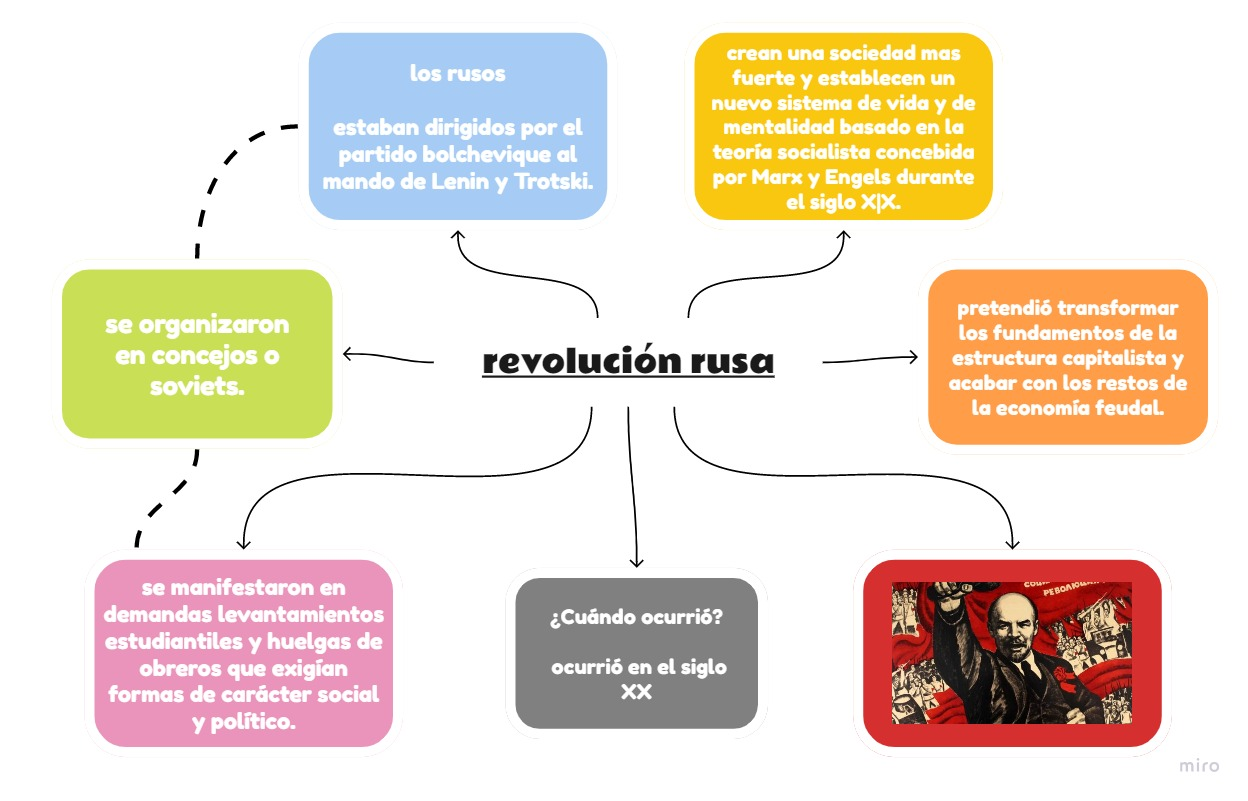 los rusos
estaban dirigidos por el
partido bolchevique al
mando de Lenin y Trotski.
crean una sociedad mas
fuerte y establecen un
nuevo sistema de vida y de
mentalidad basado en la
teoría socialista concebida
por Marx y Engels durante
el siglo X|X.
se organizaron
en concejos o
soviets.
revolución rusa
pretendió transformar
los fundamentos de la
estructura capitalista y
acabar con los restos de
la economía feudal.
se manifestaron en
demandas levantamientos
estudiantiles y huelgas de
obreros que exigían
formas de carácter social
y político.
¿Cuándo ocurrió?
ocurrió en el siglo
XX
miro